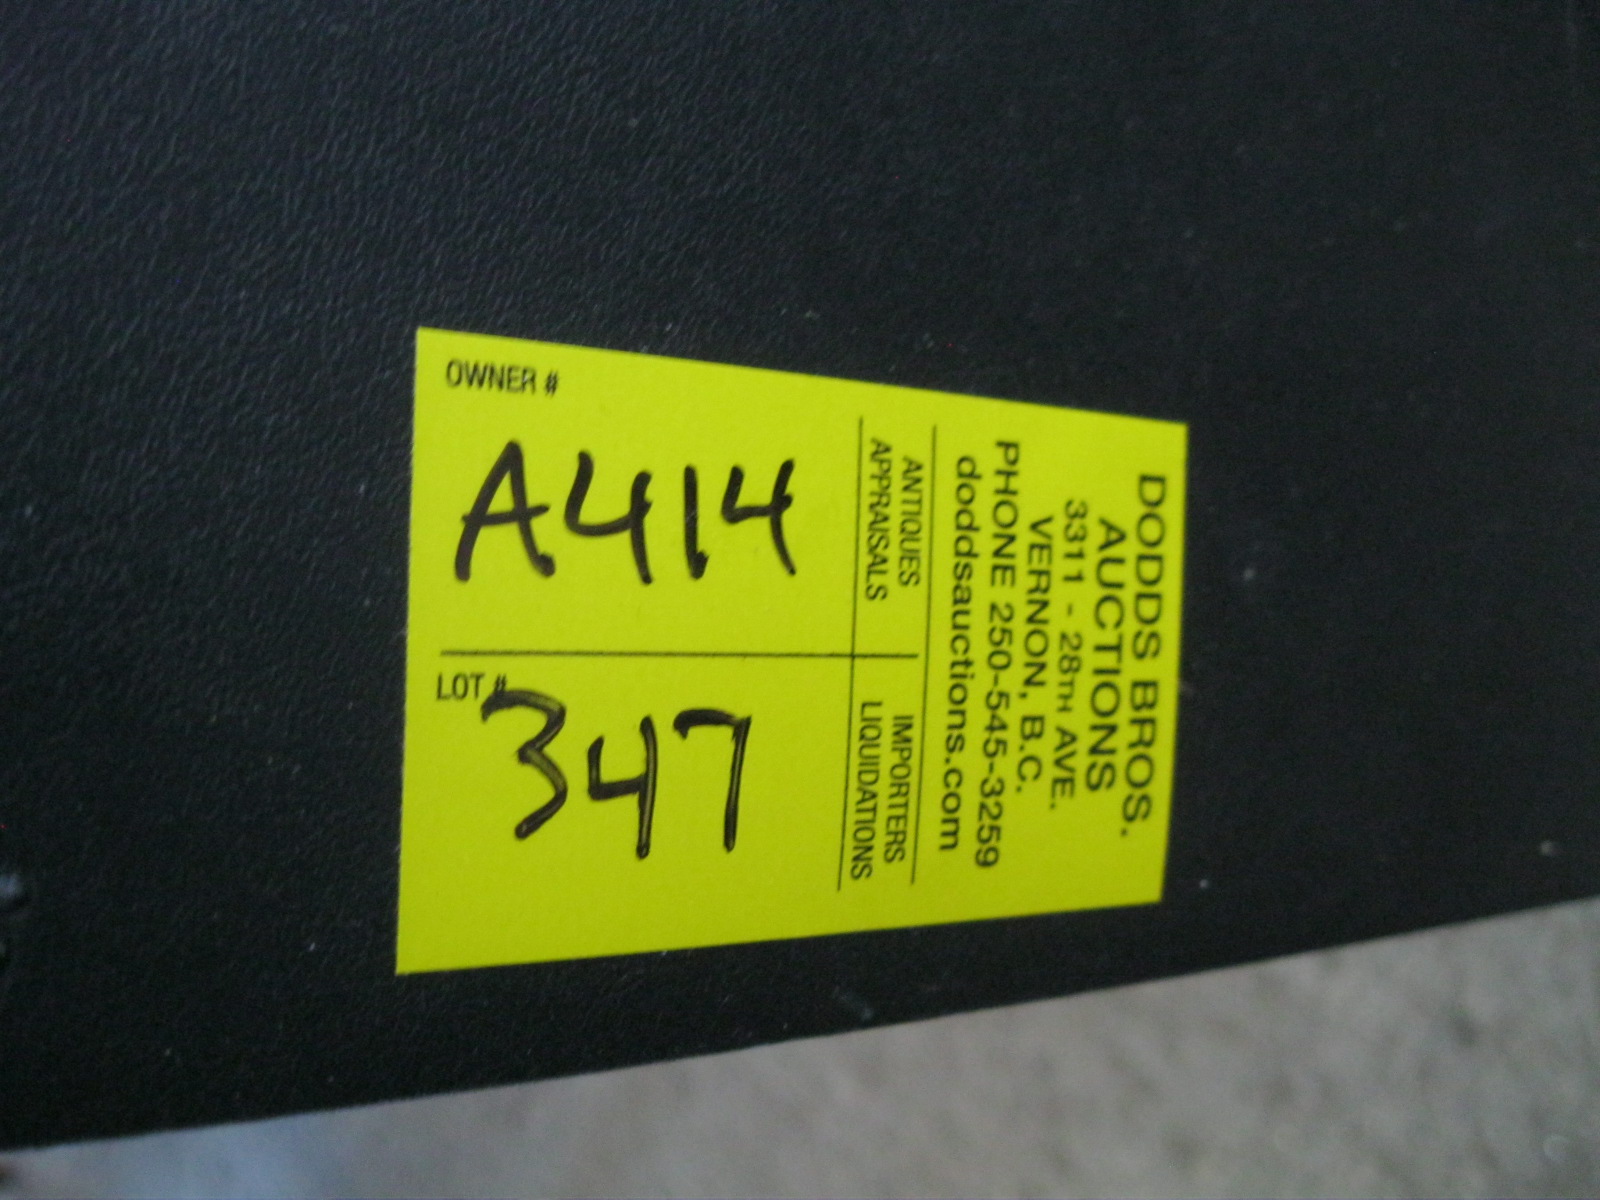 DODDS BROS.
AUCTIONS
3311 - 28TH AVE.
VERNON, B.C.
PHONE 250-545-3259
doddsauctions.com
ANTIQUES
APPRAISALS
IMPORTERS
LIQUIDATIONS
OWNER #
A414
LOT #
347